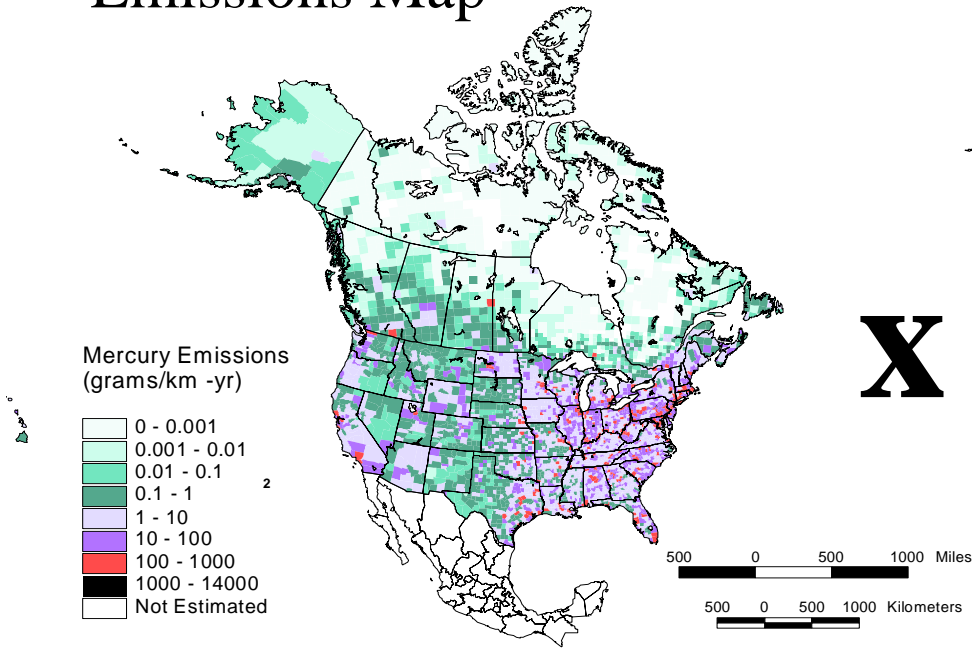 Emissions Map
x
Mercury Emissions
(grams/km -yr)
2
0 - 0.001
0.001 - 0.01
0.01 - 0.1
0.1 - 1
1 - 10
10 - 100
100 - 1000
1000 - 14000
Not Estimated
500 0 500 1000 Miles
500 0 500 1000 Kilometers